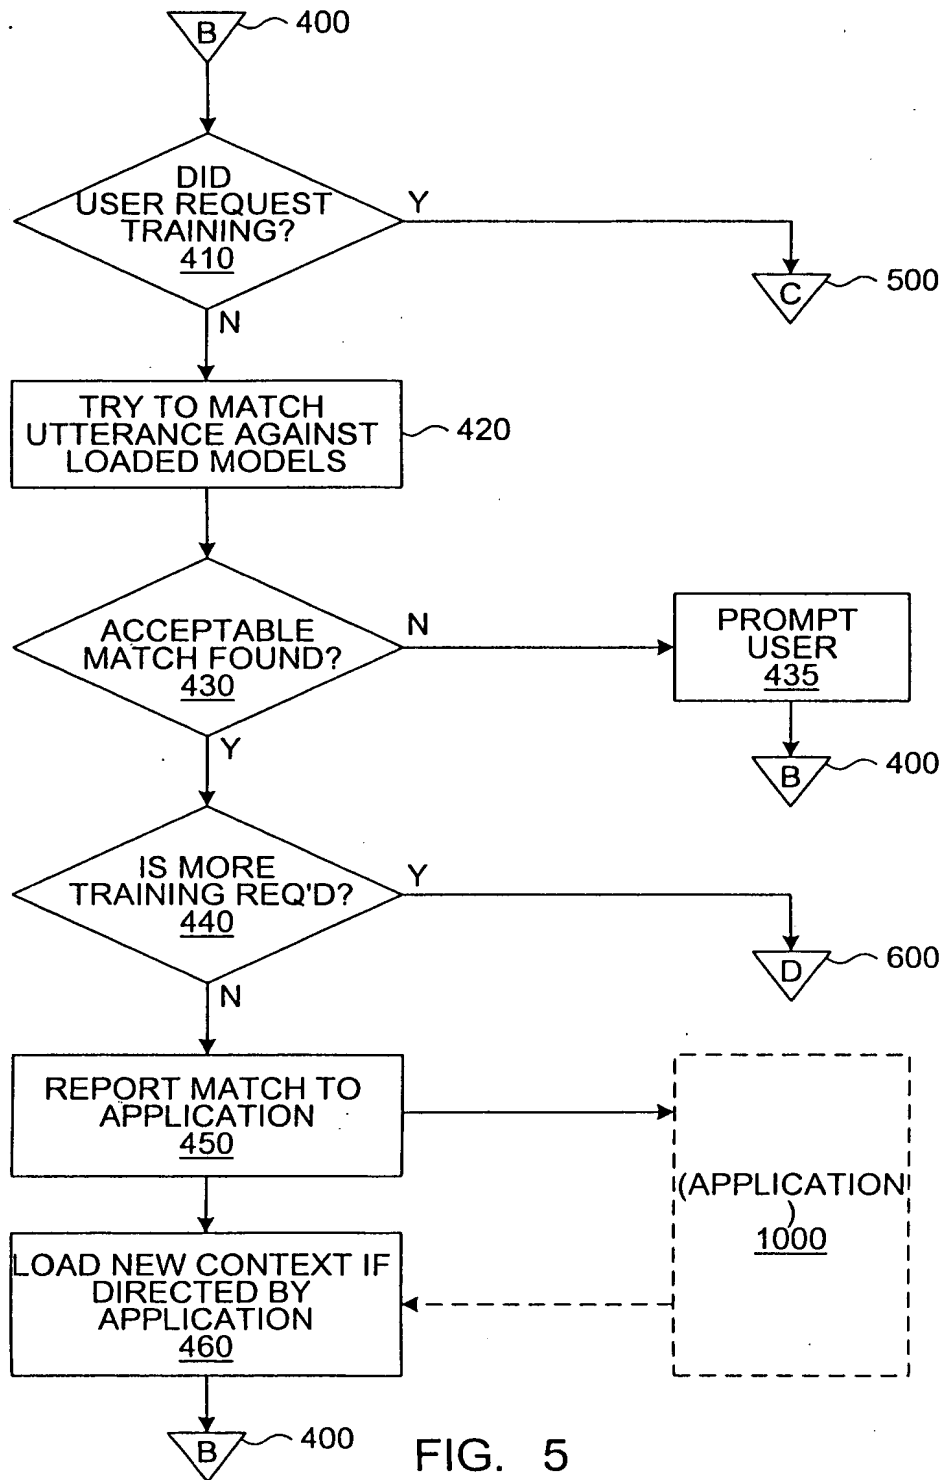 B
400
DID
USER REQUEST
TRAINING?
410
Y
C
500
N
TRY TO MATCH
UTTERANCE AGAINST
LOADED MODELS
420
ACCEPTABLE
MATCH FOUND?
430
N
PROMPT
USER
435
B
400
Y
IS MORE
TRAINING REQ'D?
440
Y
D
600
N
REPORT MATCH TO
APPLICATION
450
(APPLICATION
)
1000
LOAD NEW CONTEXT IF
DIRECTED BY
APPLICATION
460
B
400
FIG. 5